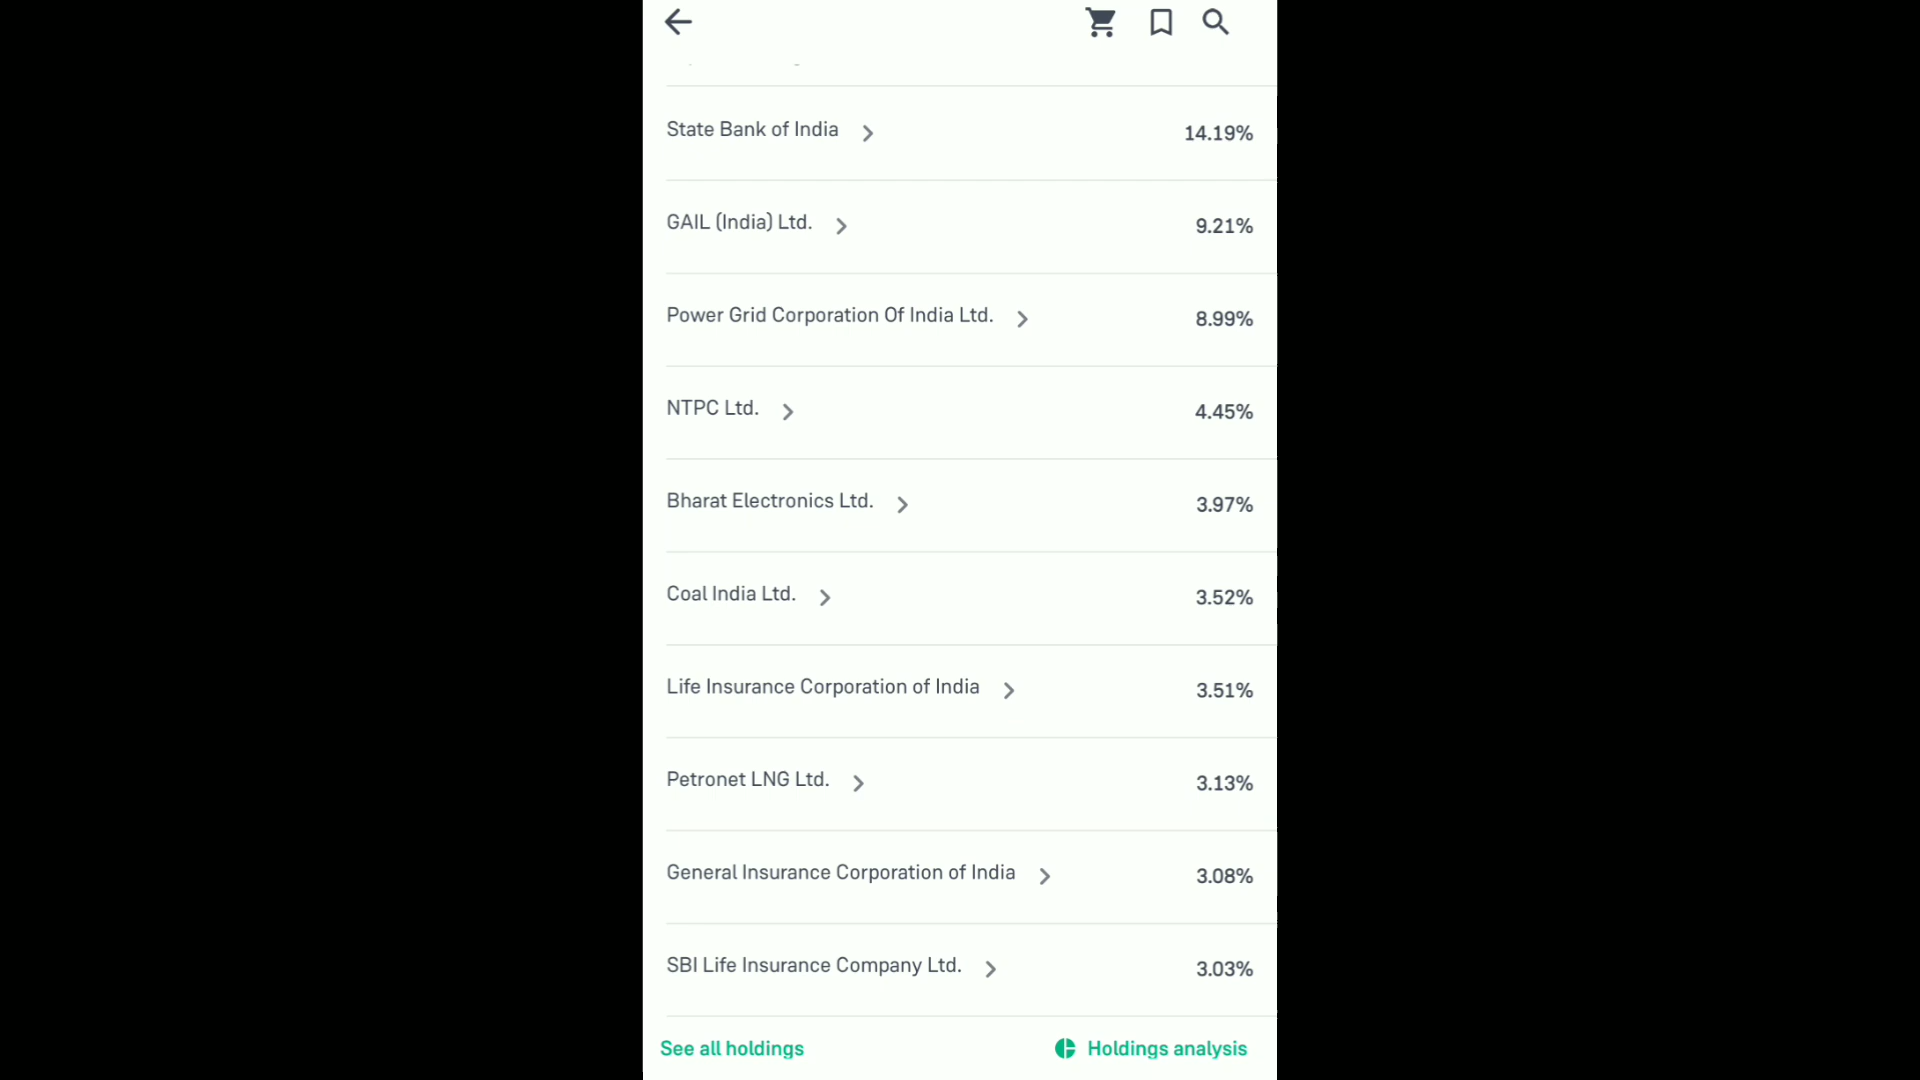 State Bank of India 14.19%
GAIL (India) Ltd. 9.21%
Power Grid Corporation Of India Ltd. 8.99%
NTPC Ltd. 4.45%
Bharat Electronics Ltd. 3.97%
Coal India Ltd. 3.52%
Life Insurance Corporation of India 3.51%
Petronet LNG Ltd. 3.13%
General Insurance Corporation of India 3.08%
SBI Life Insurance Company Ltd. 3.03%
See all holdings Holdings analysis